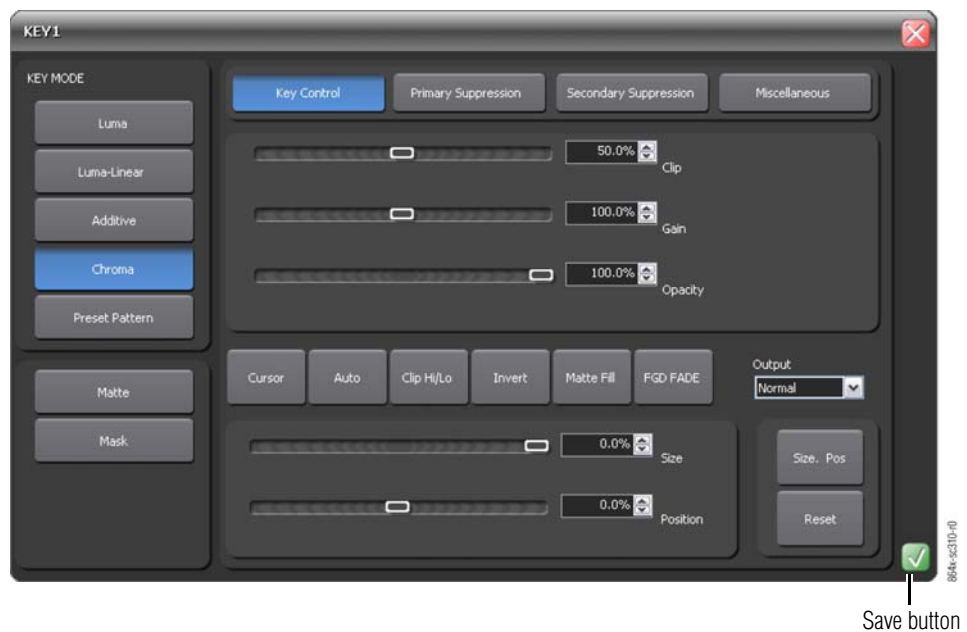 KEY1
KEY MODE
Luma
Luma-Linear
Additive
Chroma
Preset Pattern
Matte
Mask
Key Control
Primary Suppression
Secondary Suppression
Miscellaneous
50.0%
Clip
100.0%
Gain
100.0%
Opacity
Cursor
Auto
Clip Hi/Lo
Invert
Matte Fill
FGD FADE
Output
Normal
0.0%
Size
0.0%
Position
Size. Pos
Reset
864x-sc310-r0
Save button